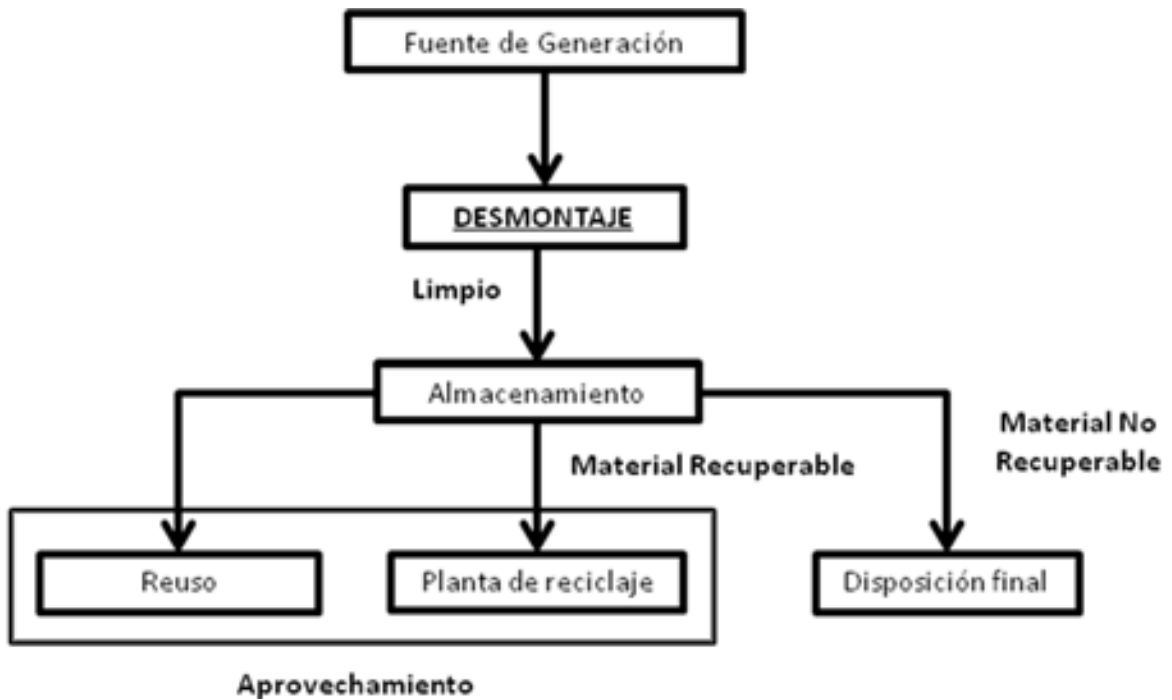 Fuente de Generación
DESMONTAJE
Limpio
Almacenamiento
Material Recuperable
Material No
Recuperable
Reuso
Planta de reciclaje
Disposición final
Aprovechamiento